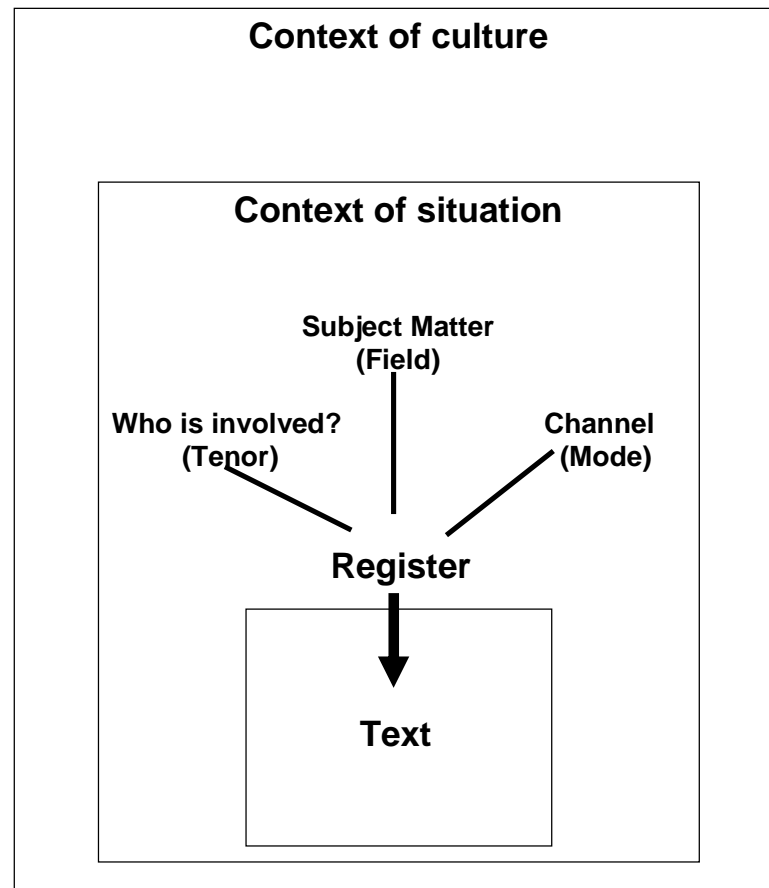 Context of culture
Context of situation
Subject Matter
(Field)
Who is involved?
(Tenor)
Channel
(Mode)
Register
Text